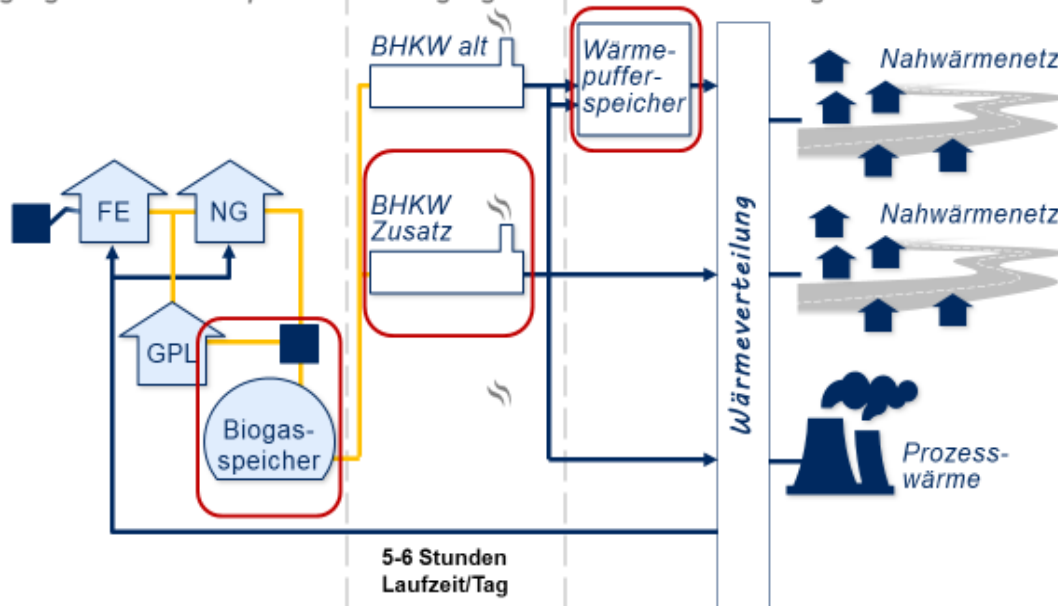 BHKW alt
Wärme-
puffer-
speicher
Nahwärmenetz
FE
NG
BHKW
Zusatz
Nahwärmenetz
GPL
Wärmeverteilung
Biogas-
speicher
Prozess-
wärme
5-6 Stunden
Laufzeit/Tag